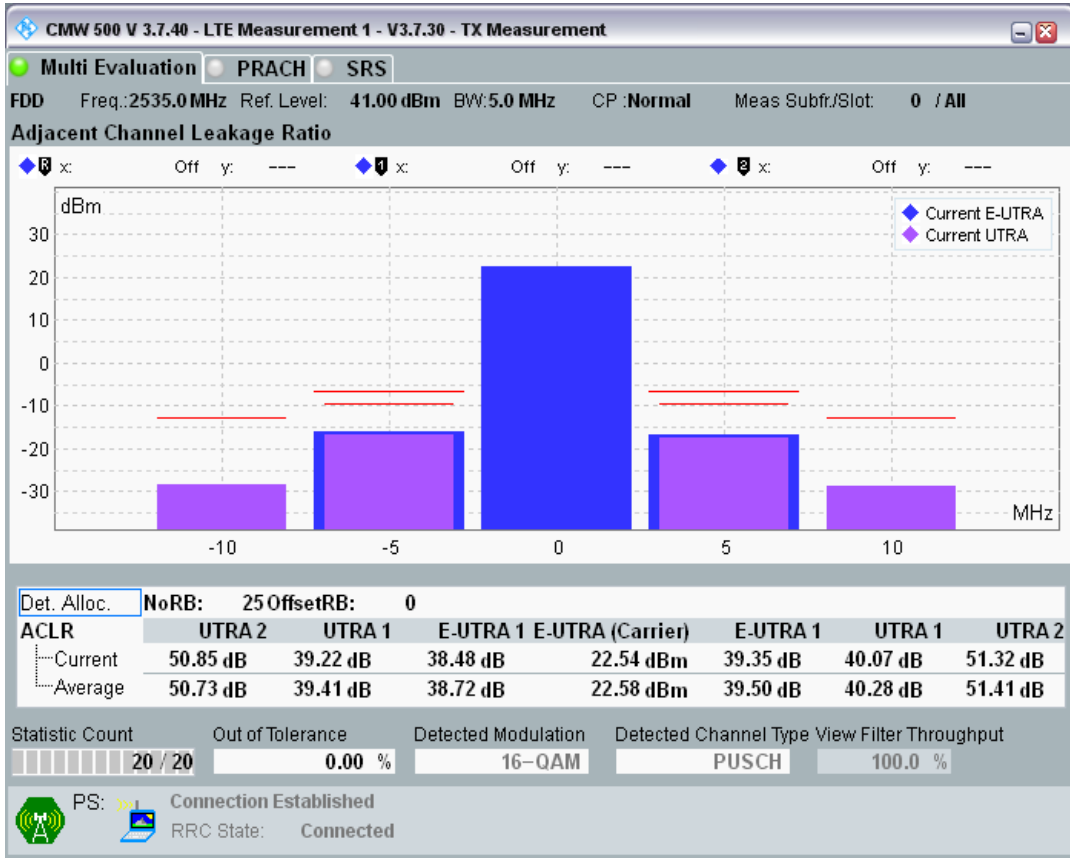 CMW 500 V 3.7.40 - LTE Measurement 1 - V3.7.30 - TX Measurement
Multi Evaluation PRACH SRS
FDD Freq.:2535.0 MHz Ref. Level: 41.00 dBm BW:5.0 MHz CP :Normal Meas Subfr./Slot: 0 / All
Adjacent Channel Leakage Ratio
R x: Off y: --- 1 x: Off y: --- 2 x: Off y: ---
dBm
Current E-UTRA
Current UTRA
30
20
10
0
-10
-20
-30
MHz
-10 -5 0 5 10
Det. Alloc. NoRB: 25 OffsetRB: 0
ACLR UTRA 2 UTRA 1 E-UTRA 1 E-UTRA (Carrier) E-UTRA 1 UTRA 1 UTRA 2
Current 50.85 dB 39.22 dB 38.48 dB 22.54 dBm 39.35 dB 40.07 dB 51.32 dB
Average 50.73 dB 39.41 dB 38.72 dB 22.58 dBm 39.50 dB 40.28 dB 51.41 dB
Statistic Count Out of Tolerance Detected Modulation Detected Channel Type View Filter Throughput
20 / 20 0.00 % 16-QAM PUSCH 100.0 %
PS: Connection Established
RRC State: Connected